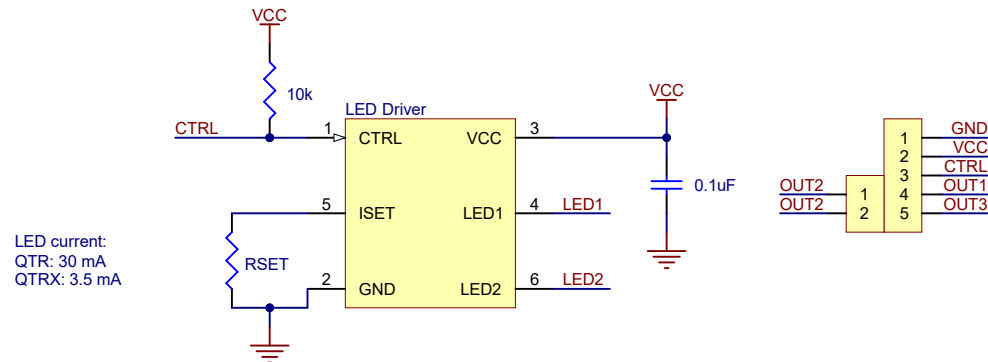 VCC
10k
CTRL
LED Driver
1
CTRL
VCC
3
VCC
0.1uF
5
ISET
LED1
4
LED1
RSET
2
GND
LED2
6
LED2
LED current:
QTR: 30 mA
QTRX: 3.5 mA
1
GND
2
VCC
3
CTRL
OUT2
1
4
OUT1
OUT2
2
5
OUT3